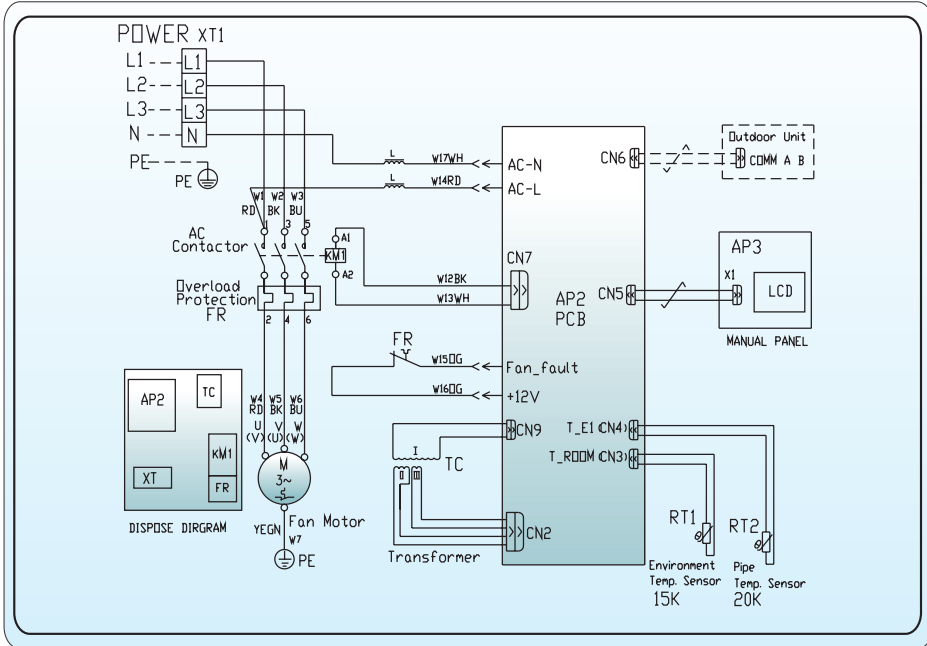 POWER XT1
L1 L1
L2 L2
L3 L3
N N
PE
PE
W1 W2 W3
RD BK BU
1 3 5
AC
Contactor
A1
KM1
A2
Overload
Protection
FR
2 4 6
L W17WH AC-N
L W14RD AC-L
CN7
W12BK
W13WH
AP2
PCB
FR
W15OG Fan_fault
W16OG +12V
CN9
I
TC
II III
CN2
Transformer
CN6
Outdoor Unit
COMM A B
AP3
X1
LCD
CN5
MANUAL PANEL
T_E1 (CN4)
T_ROOM (CN3)
RT1
RT2
Environment
Temp. Sensor
15K
Pipe
Temp. Sensor
20K
AP2
TC
KM1
XT
FR
DISPOSE DIRGRAM
W4 W5 W6
RD BK BU
U V W
(V) (U) (W)
M
3~
Fan Motor
YEGN
W7
PE